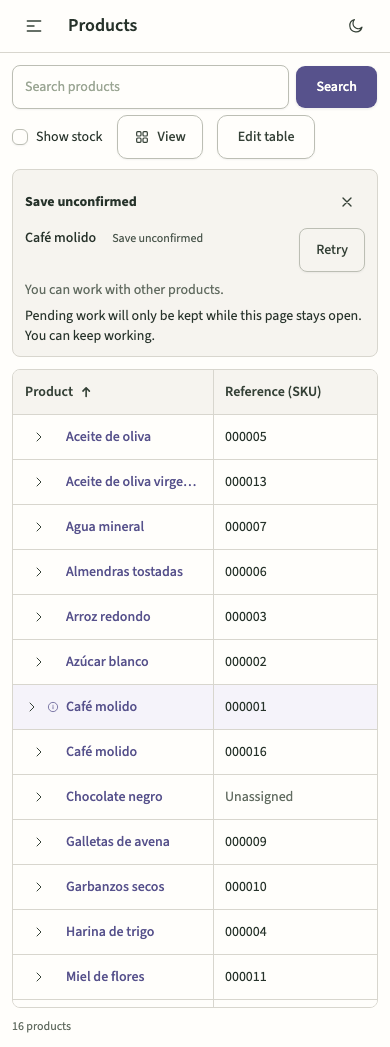 Products
Search products
Search
Show stock
View
Edit table
Save unconfirmed
Café molido Save unconfirmed
Retry
You can work with other products.
Pending work will only be kept while this page stays open.
You can keep working.
Product Reference (SKU)
Aceite de oliva 000005
Aceite de oliva virge... 000013
Agua mineral 000007
Almendras tostadas 000006
Arroz redondo 000003
Azúcar blanco 000002
Café molido 000001
Café molido 000016
Chocolate negro Unassigned
Galletas de avena 000009
Garbanzos secos 000010
Harina de trigo 000004
Miel de flores 000011
16 products